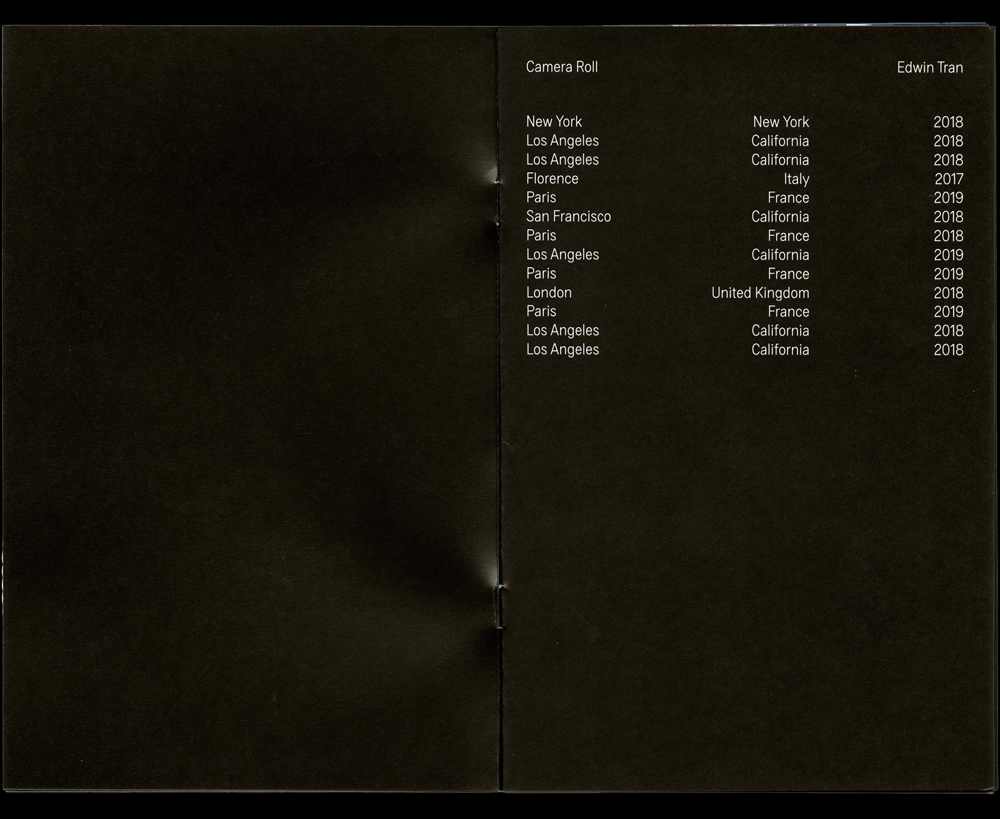 Camera Roll Edwin Tran
New York New York 2018
Los Angeles California 2018
Los Angeles California 2018
Florence Italy 2017
Paris France 2019
San Francisco California 2018
Paris France 2018
Los Angeles California 2019
Paris France 2019
London United Kingdom 2018
Paris France 2019
Los Angeles California 2018
Los Angeles California 2018